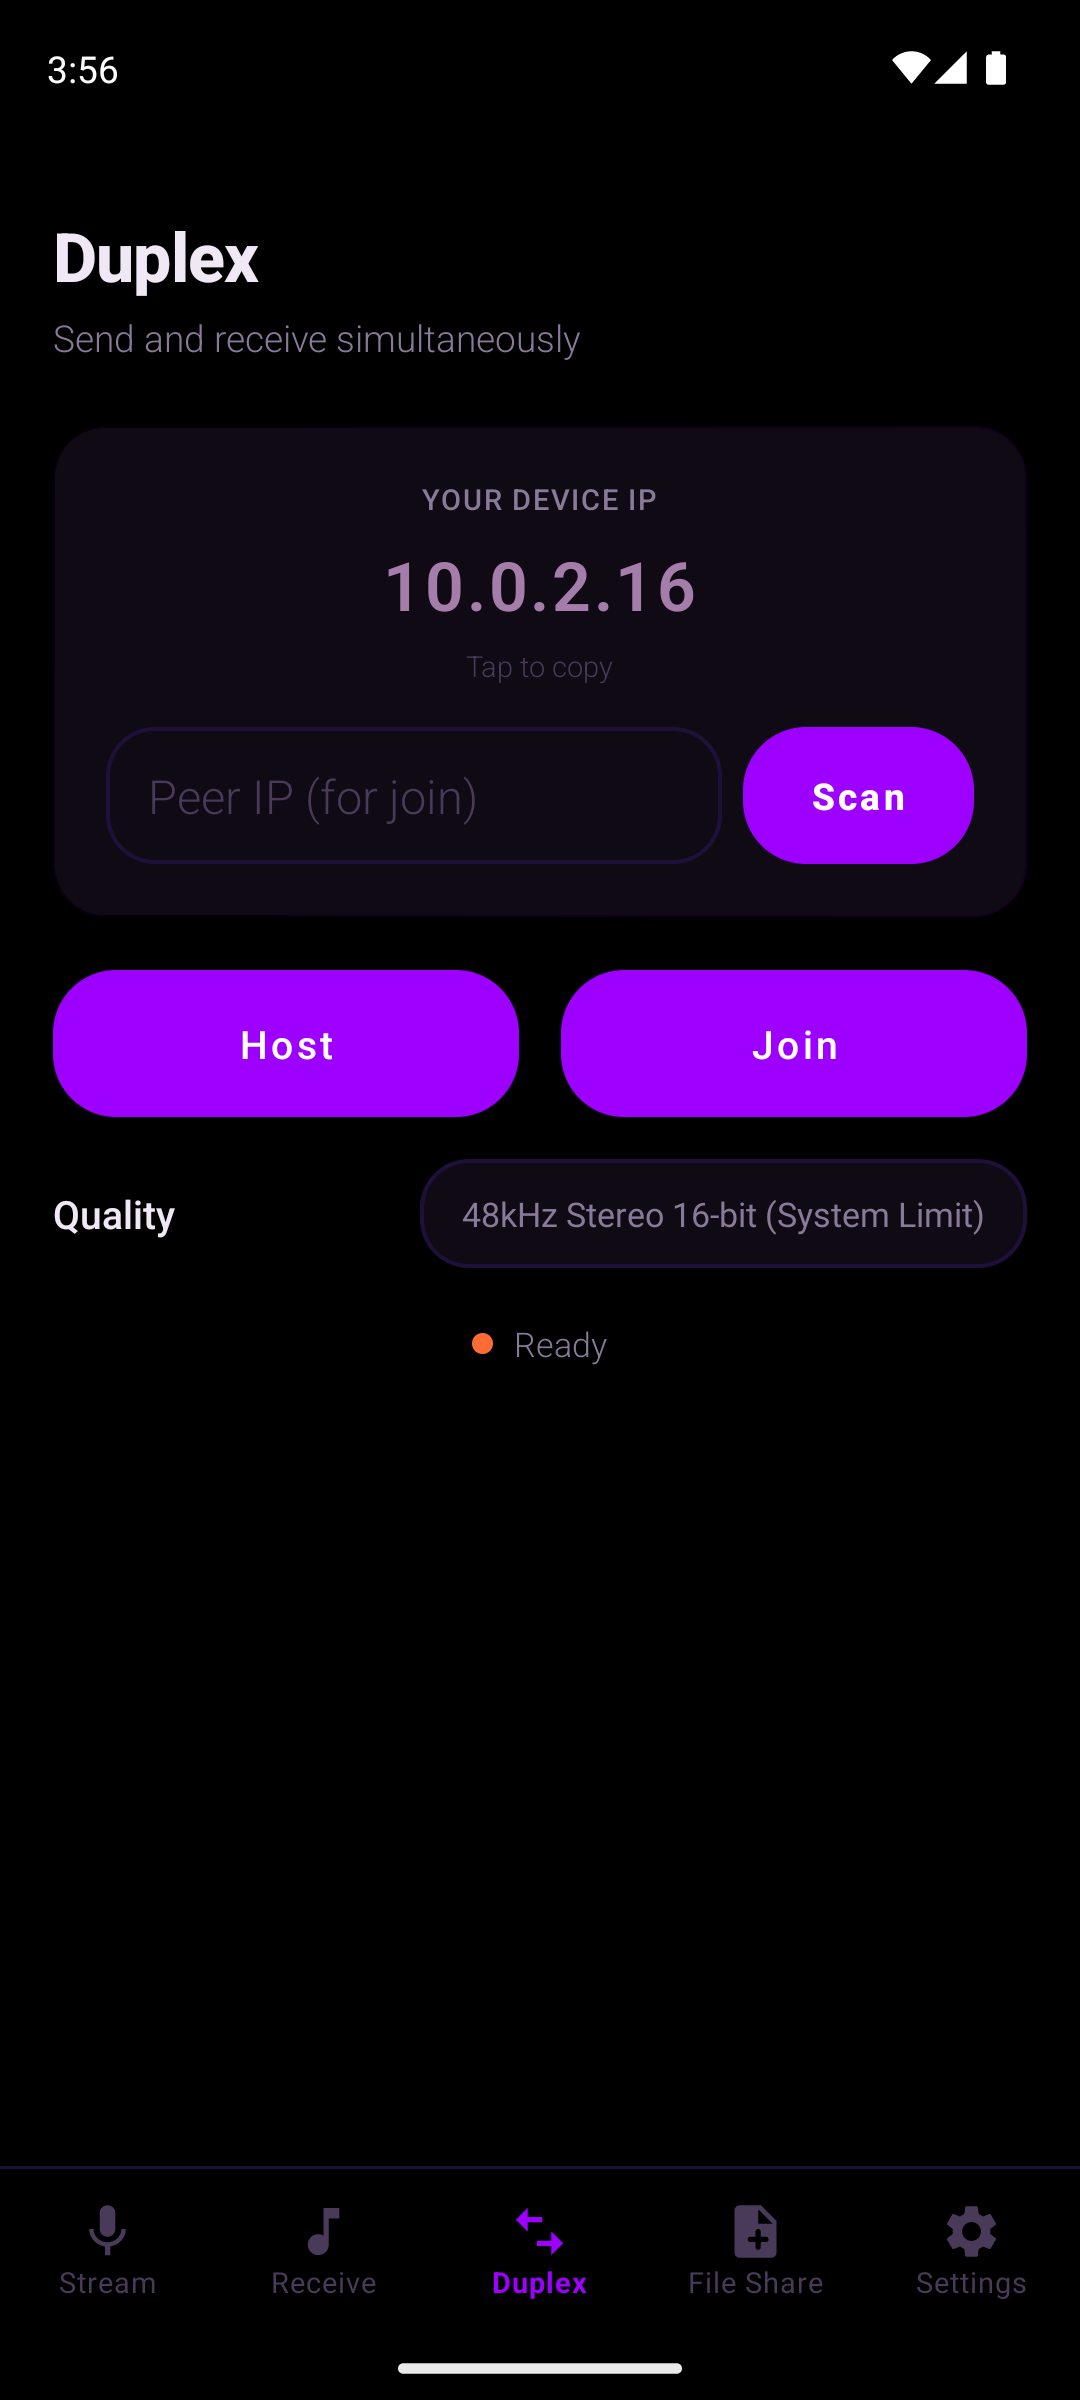 3:56
Duplex
Send and receive simultaneously
YOUR DEVICE IP
10.0.2.16
Tap to copy
Peer IP (for join)
Scan
Host
Join
Quality
48kHz Stereo 16-bit (System Limit)
Ready
Stream
Receive
Duplex
File Share
Settings